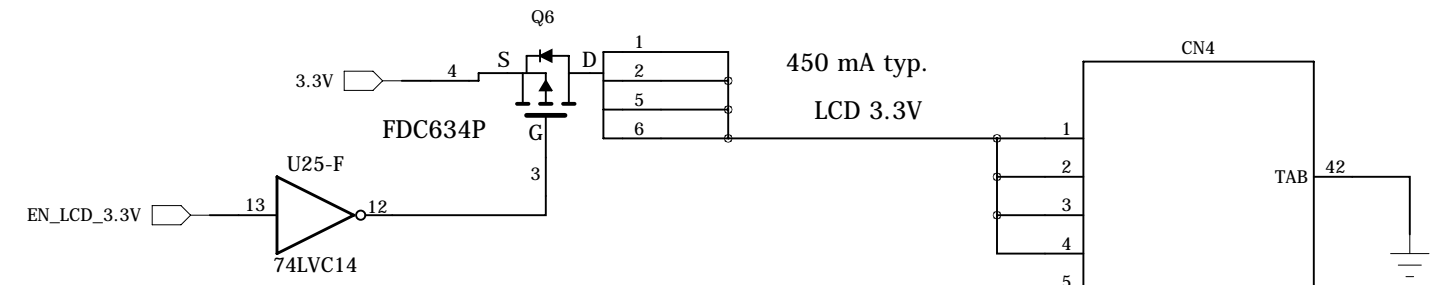 Q6
CN4
S D 1
3.3V 4 2
5
6
FDC634P
G
3
450 mA typ.
LCD 3.3V
U25-F
EN_LCD_3.3V 13 12
74LVC14
1
2
3
4
5
TAB 42